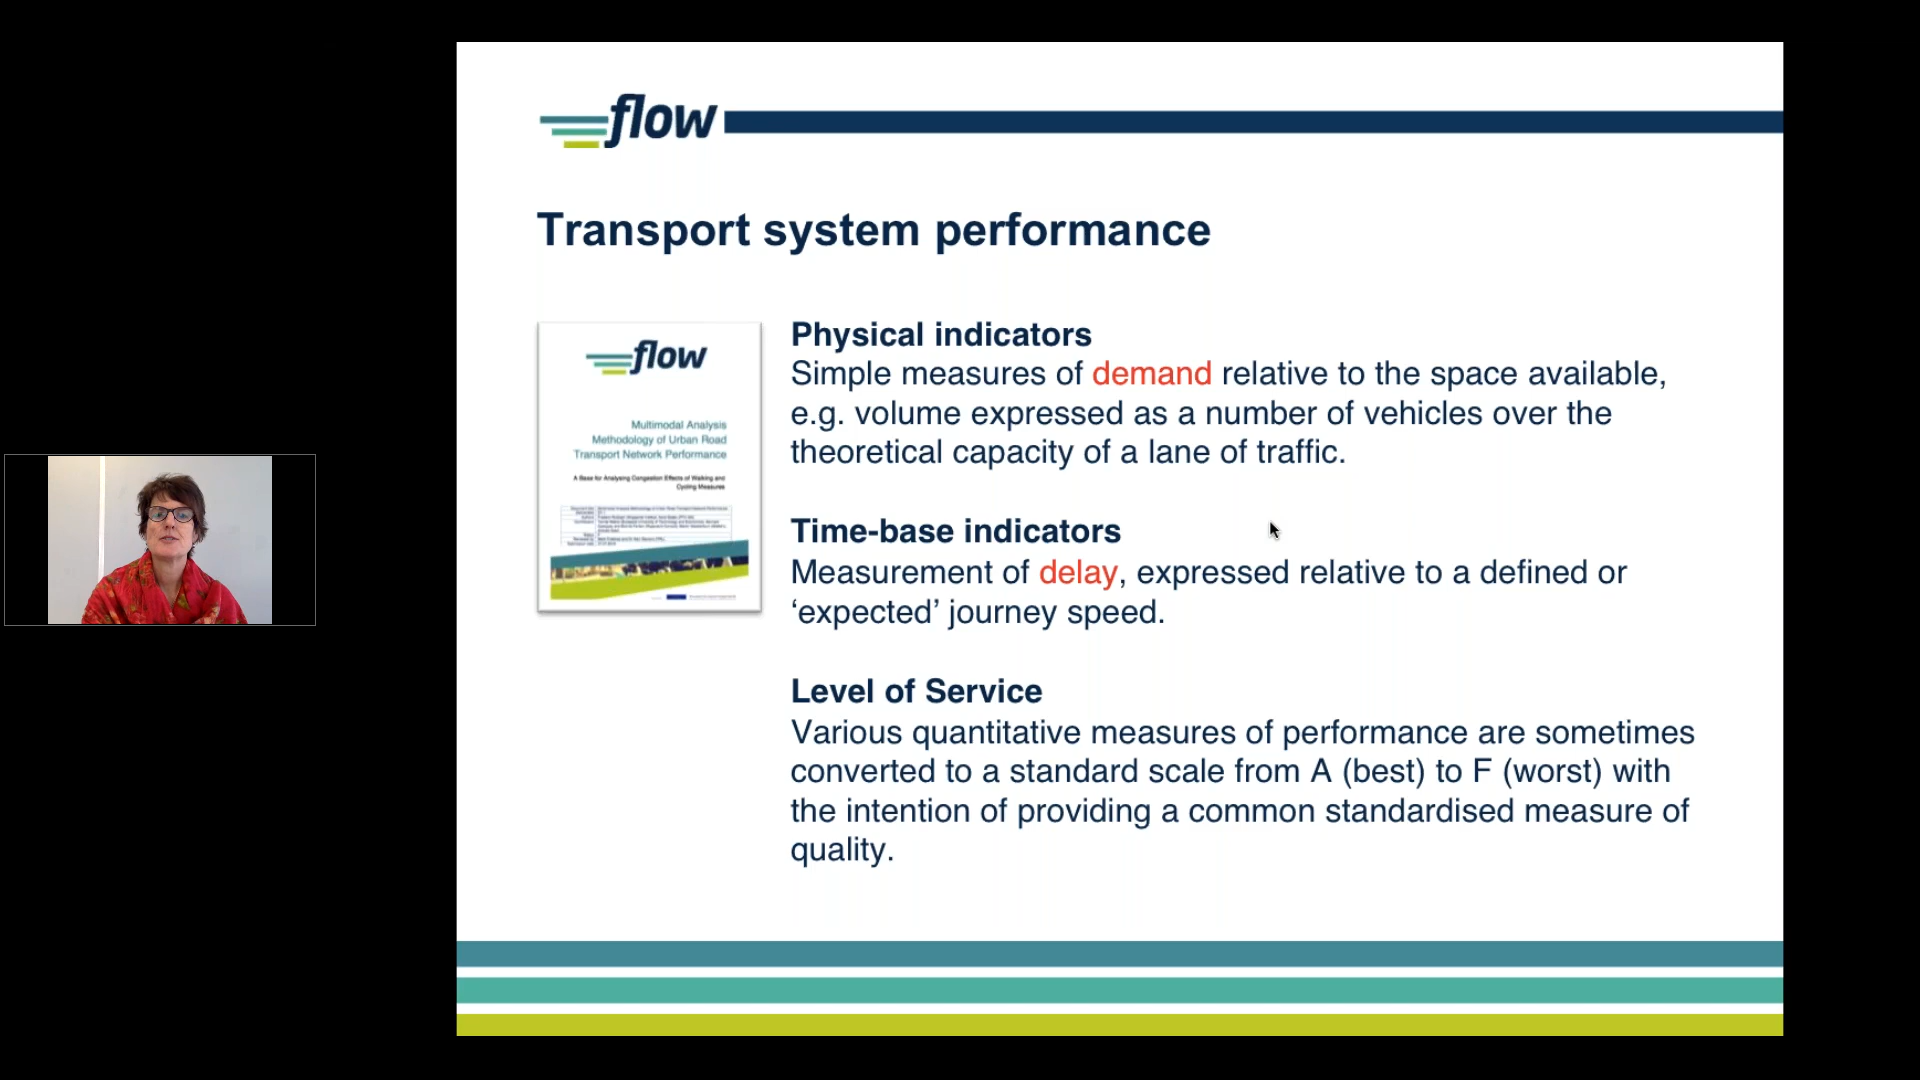 flow
Transport system performance
flow
Multimodal Analysis
Methodology of Urban Road
Transport Network Performance
A Base for Analysing Congestion Effects of Walking and
Cycling Measures
Physical indicators
Simple measures of demand relative to the space available,
e.g. volume expressed as a number of vehicles over the
theoretical capacity of a lane of traffic.
Time-base indicators
Measurement of delay, expressed relative to a defined or
‘expected’ journey speed.
Level of Service
Various quantitative measures of performance are sometimes
converted to a standard scale from A (best) to F (worst) with
the intention of providing a common standardised measure of
quality.